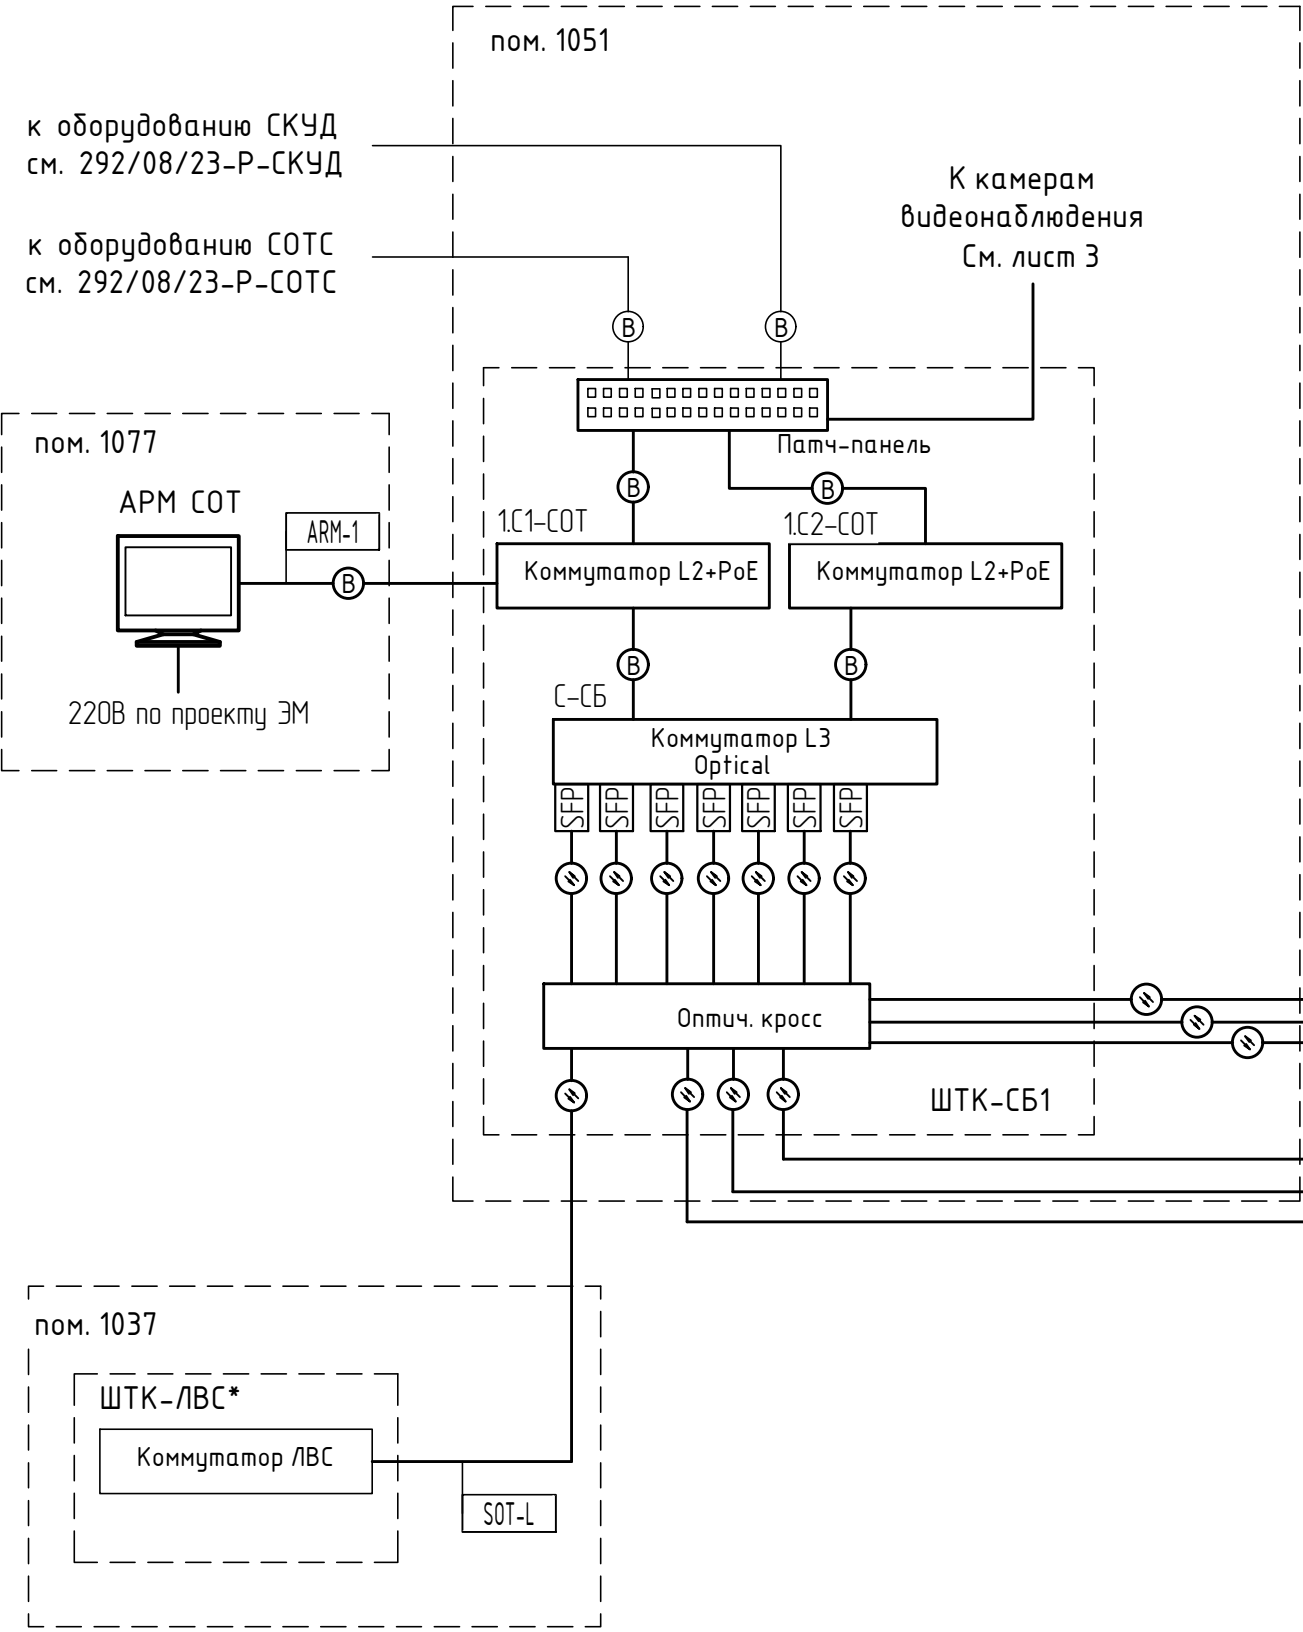 пом. 1051
к оборудованию СКУД
см. 292/08/23-Р-СКУД
К камерам
видеонаблюдения
См. лист 3
к оборудованию СОТС
см. 292/08/23-Р-СОТС
В
В
пом. 1077
Патч-панель
АРМ СОТ
ARM-1
В
В
В
1.С1-СОТ
1.С2-СОТ
Коммутатор L2+PoE
Коммутатор L2+PoE
В
В
220В по проекту ЭМ
С-СБ
Коммутатор L3
Optical
SFP
SFP
SFP
SFP
SFP
SFP
SFP
Оптич. кросс
ШТК-СБ1
пом. 1037
ШТК-ЛВС*
Коммутатор ЛВС
SOT-L